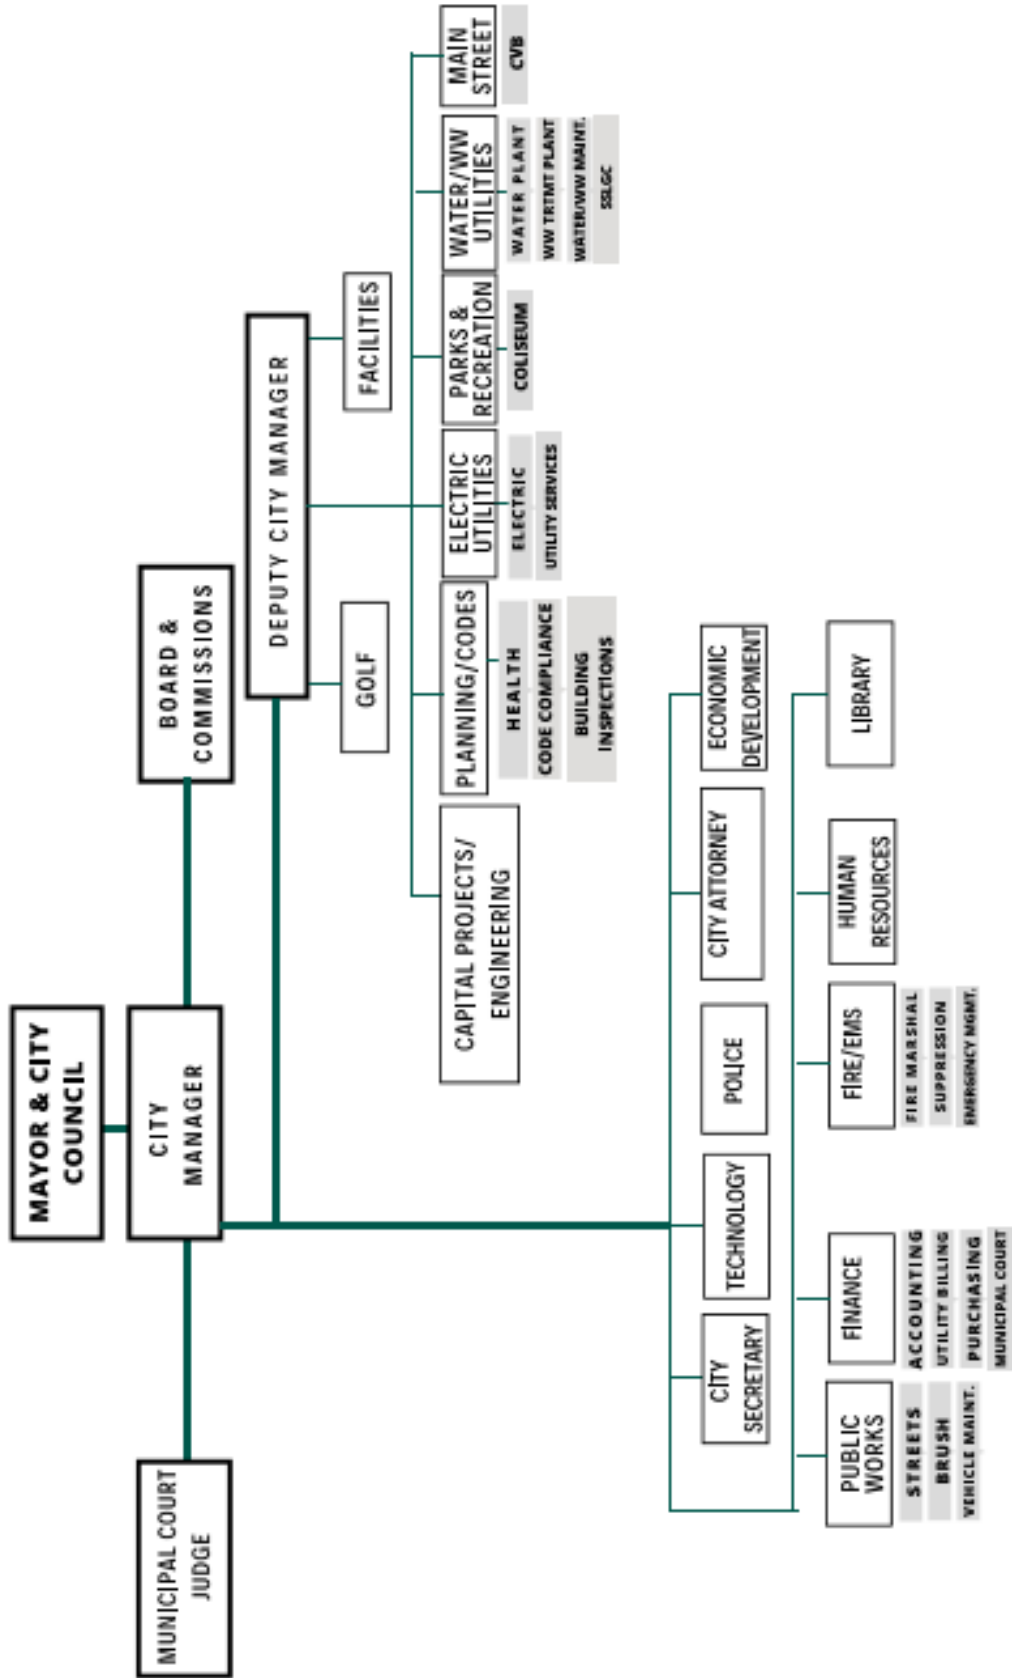 MAYOR & CITY
COUNCIL
MUNICIPAL COURT
JUDGE
CITY
MANAGER
BOARD &
COMMISSIONS
DEPUTY CITY MANAGER
GOLF
FACILITIES
CAPITAL PROJECTS/
ENGINEERING
PLANNING/CODES
HEALTH
CODE COMPLIANCE
BUILDING
INSPECTIONS
ELECTRIC
UTILITIES
ELECTRIC
UTILITY SERVICES
PARKS &
RECREATION
COLISEUM
WATER/WW
UTILITIES
WATER PLANT
WW TRTMT PLANT
WATER/WW MAINT.
SSLGC
MAIN
STREET
CVB
CITY
SECRETARY
TECHNOLOGY
POLICE
CITY ATTORNEY
ECONOMIC
DEVELOPMENT
PUBLIC
WORKS
STREETS
BRUSH
VEHICLE MAINT.
FINANCE
ACCOUNTING
UTILITY BILLING
PURCHASING
MUNICIPAL COURT
FIRE/EMS
FIRE MARSHAL
SUPPRESSION
EMERGENCY MGMT.
HUMAN
RESOURCES
LIBRARY